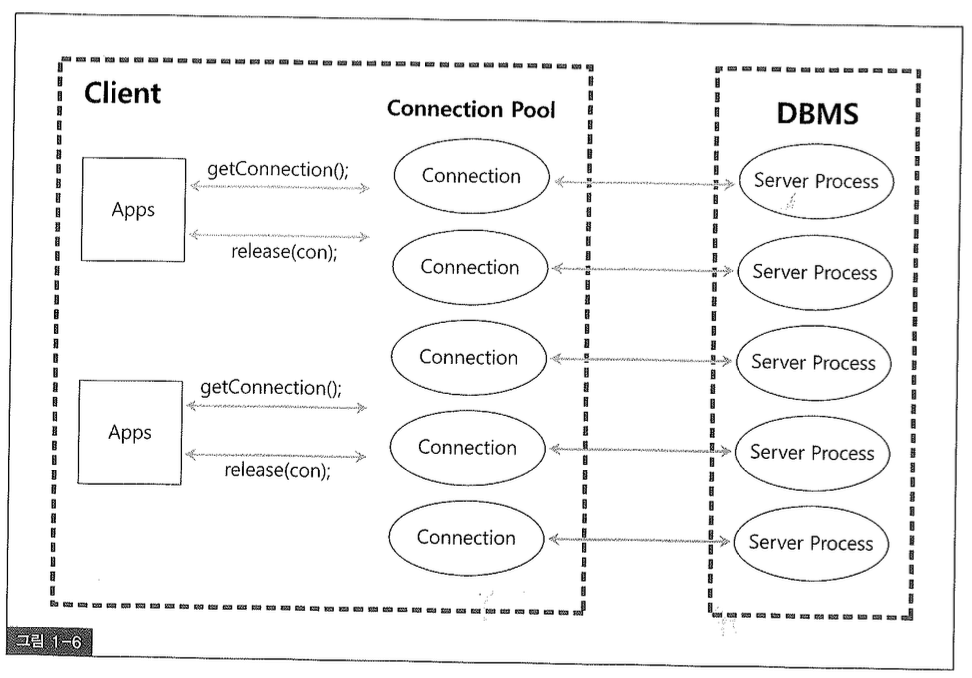 Client
Connection Pool
DBMS
getConnection();
Apps
release(con);
getConnection();
Apps
release(con);
Connection
Connection
Connection
Connection
Connection
Server Process
Server Process
Server Process
Server Process
Server Process
그림 1-6